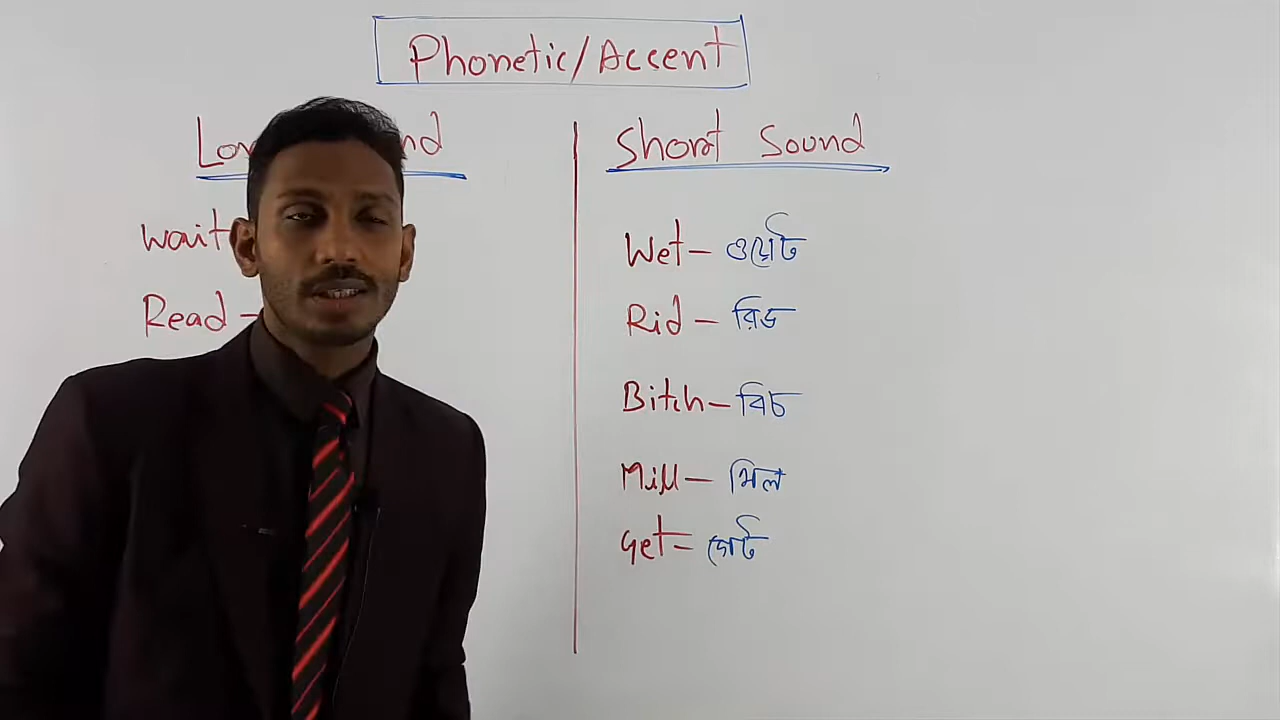 Phonetic/Accent
Short Sound
Wait
Read -
Wet - ওয়েট
Rid - রিড
Bitch - বিচ
Mill - মিল
Get - গেট